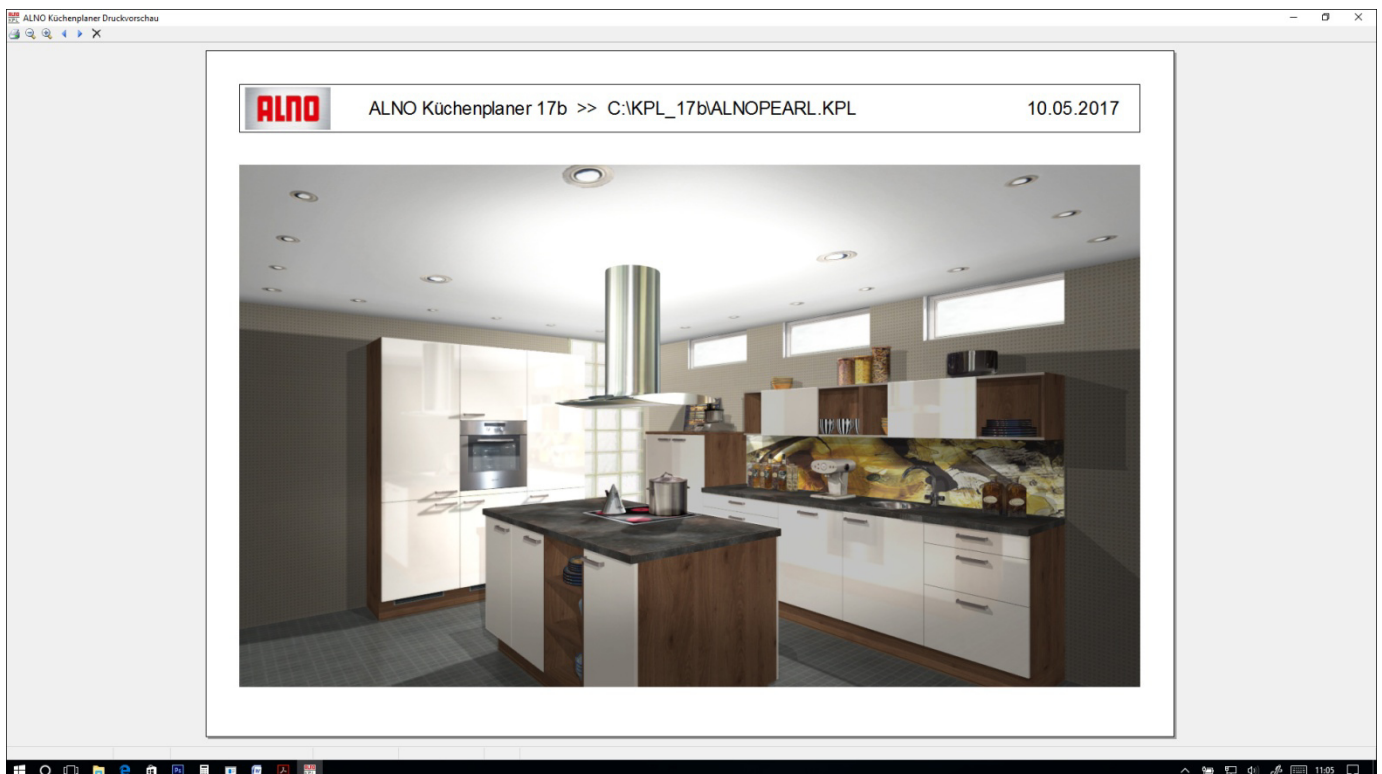 ALNO Küchenplaner Druckvorschau
ALNO
ALNO Küchenplaner 17b >> C:\KPL_17b\ALNOPEARL.KPL
10.05.2017
11:05